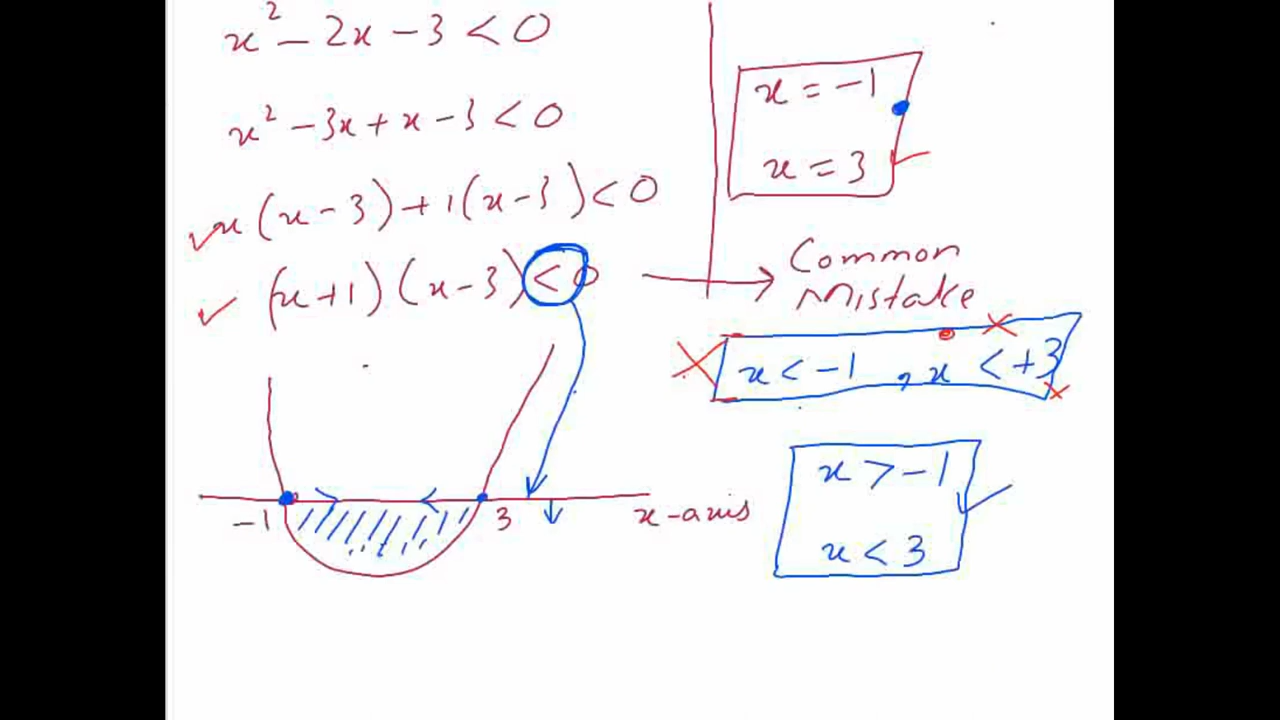 x² - 2x - 3 < 0
x² - 3x + x - 3 < 0
x(x - 3) + 1(x - 3) < 0
(x + 1)(x - 3) < 0
x = -1
x = 3
Common
Mistake
x < -1 , x < +3
x > -1
x < 3
-1
3
x-axis